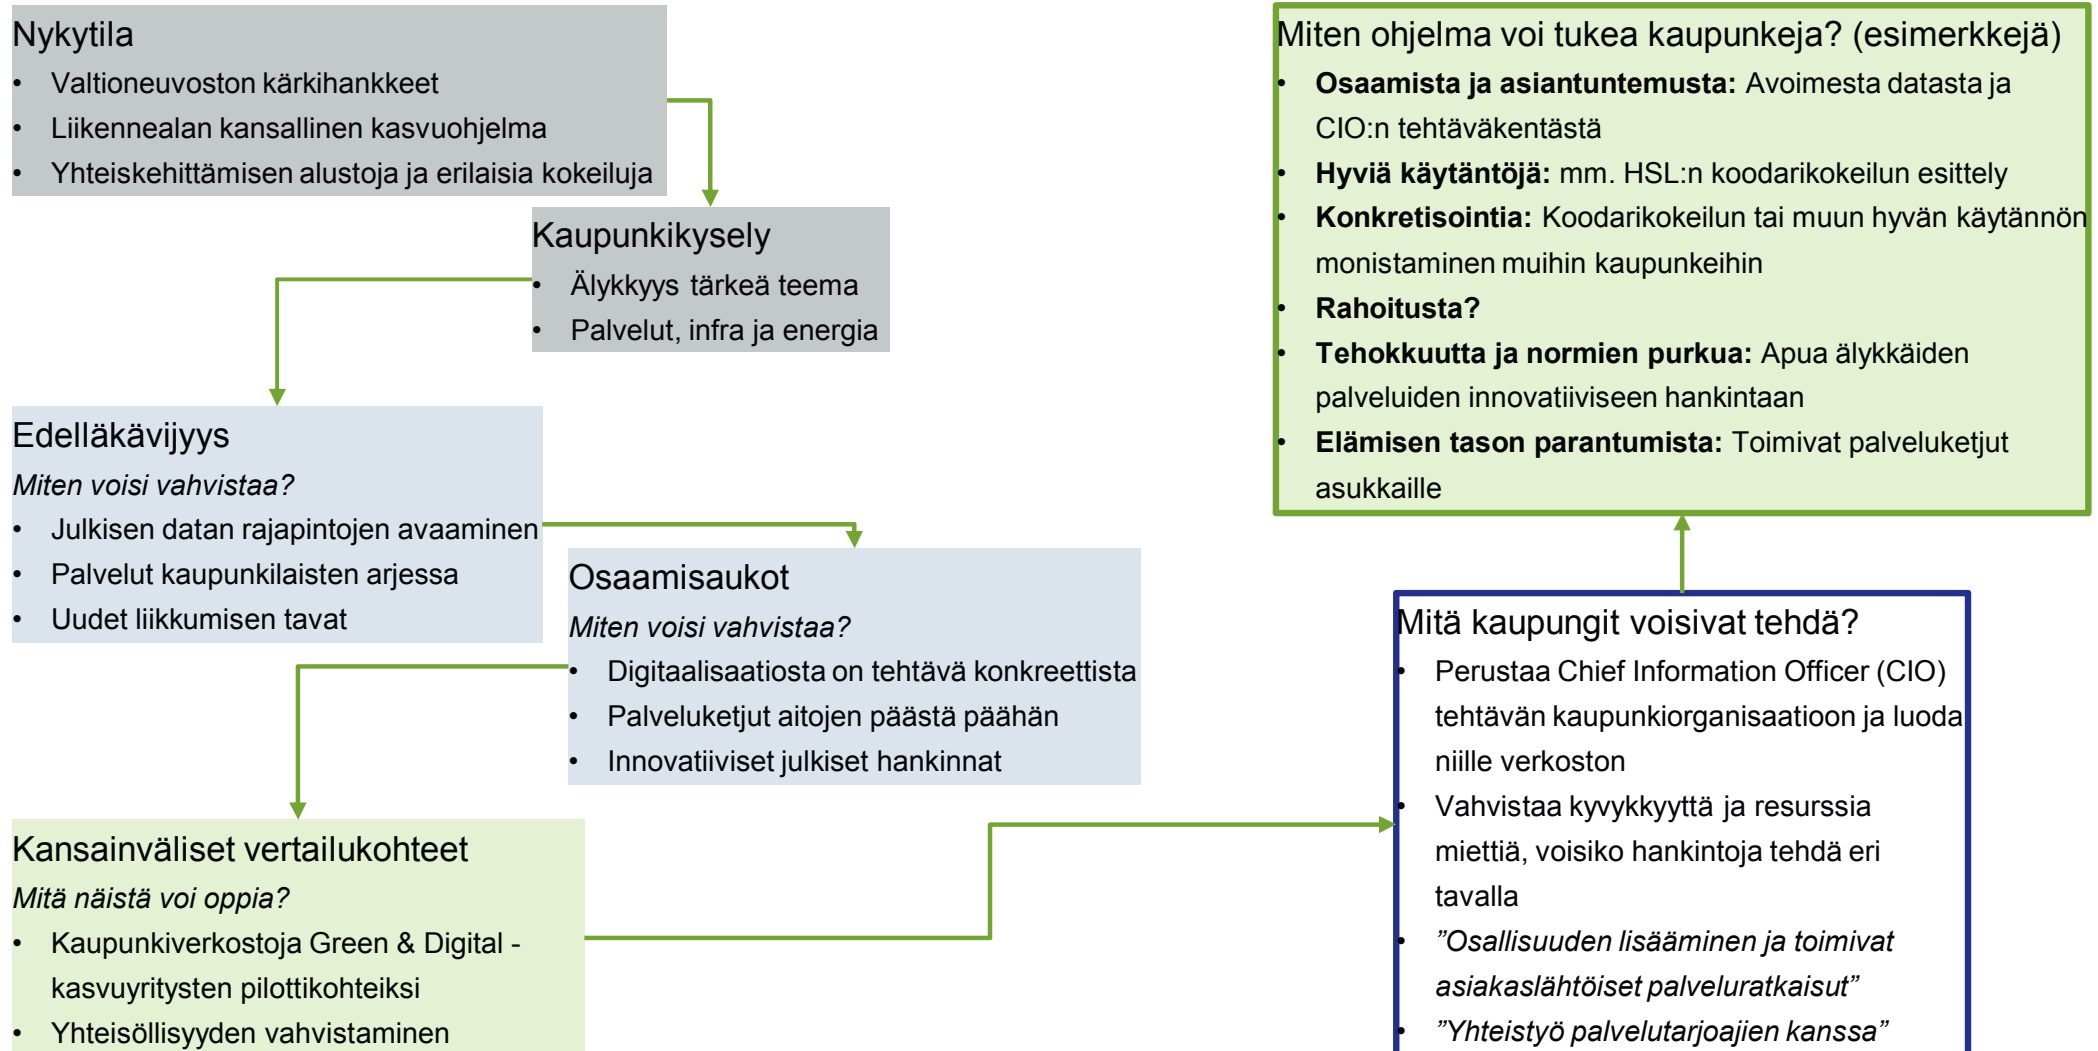 Nykytila
• Valtioneuvoston kärkihankkeet
• Liikennealan kansallinen kasvuohjelma
• Yhteiskehittämisen alustoja ja erilaisia kokeiluja
Kaupunkikysely
• Älykkyys tärkeä teema
• Palvelut, infra ja energia
Edelläkävijyys
Miten voisi vahvistaa?
• Julkisen datan rajapintojen avaaminen
• Palvelut kaupunkilaisten arjessa
• Uudet liikkumisen tavat
Osaamisaukot
Miten voisi vahvistaa?
• Digitaalisaatiosta on tehtävä konkreettista
• Palveluketjut aitojen päästä päähän
• Innovatiiviset julkiset hankinnat
Kansainväliset vertailukohteet
Mitä näistä voi oppia?
• Kaupunkiverkostoja Green & Digital -
kasvuyritysten pilottikohteiksi
• Yhteisöllisyyden vahvistaminen
Mitä kaupungit voisivat tehdä?
• Perustaa Chief Information Officer (CIO)
tehtävän kaupunkiorganisaatioon ja luoda
niille verkoston
• Vahvistaa kyvykkyyttä ja resurssia
miettiä, voisiko hankintoja tehdä eri
tavalla
• ”Osallisuuden lisääminen ja toimivat
asiakaslähtöiset palveluratkaisut”
• ”Yhteistyö palvelutarjoajien kanssa”
Miten ohjelma voi tukea kaupunkeja? (esimerkkejä)
• Osaamista ja asiantuntemusta: Avoimesta datasta ja
CIO:n tehtäväkentästä
• Hyviä käytäntöjä: mm. HSL:n koodarikokeilun esittely
• Konkretisointia: Koodarikokeilun tai muun hyvän käytännön
monistaminen muihin kaupunkeihin
• Rahoitusta?
• Tehokkuutta ja normien purkua: Apua älykkäiden
palveluiden innovatiiviseen hankintaan
• Elämisen tason parantumista: Toimivat palveluketjut
asukkaille